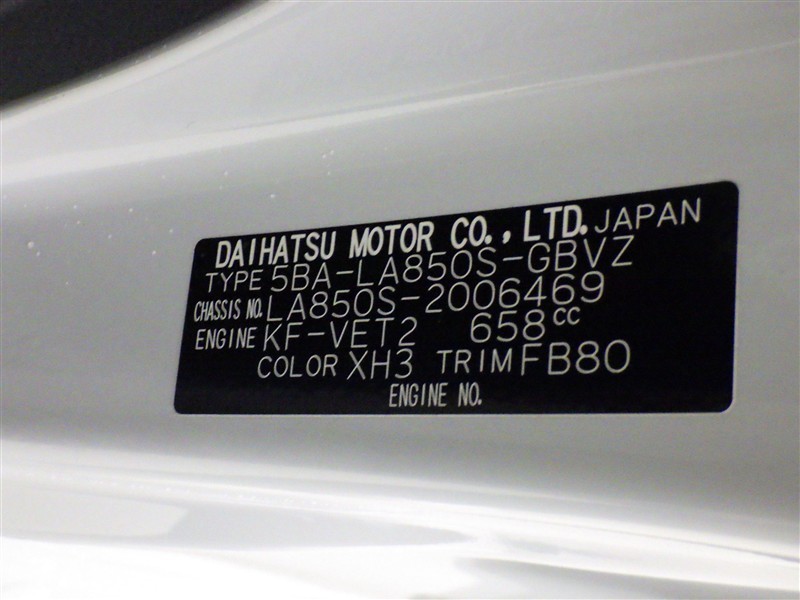 DAIHATSU MOTOR CO., LTD. JAPAN
TYPE 5BA-LA850S-GBVZ
CHASSIS NO. LA850S-2006469
ENGINE KF-VET2 658cc
COLOR XH3 TRIM FB80
ENGINE NO.